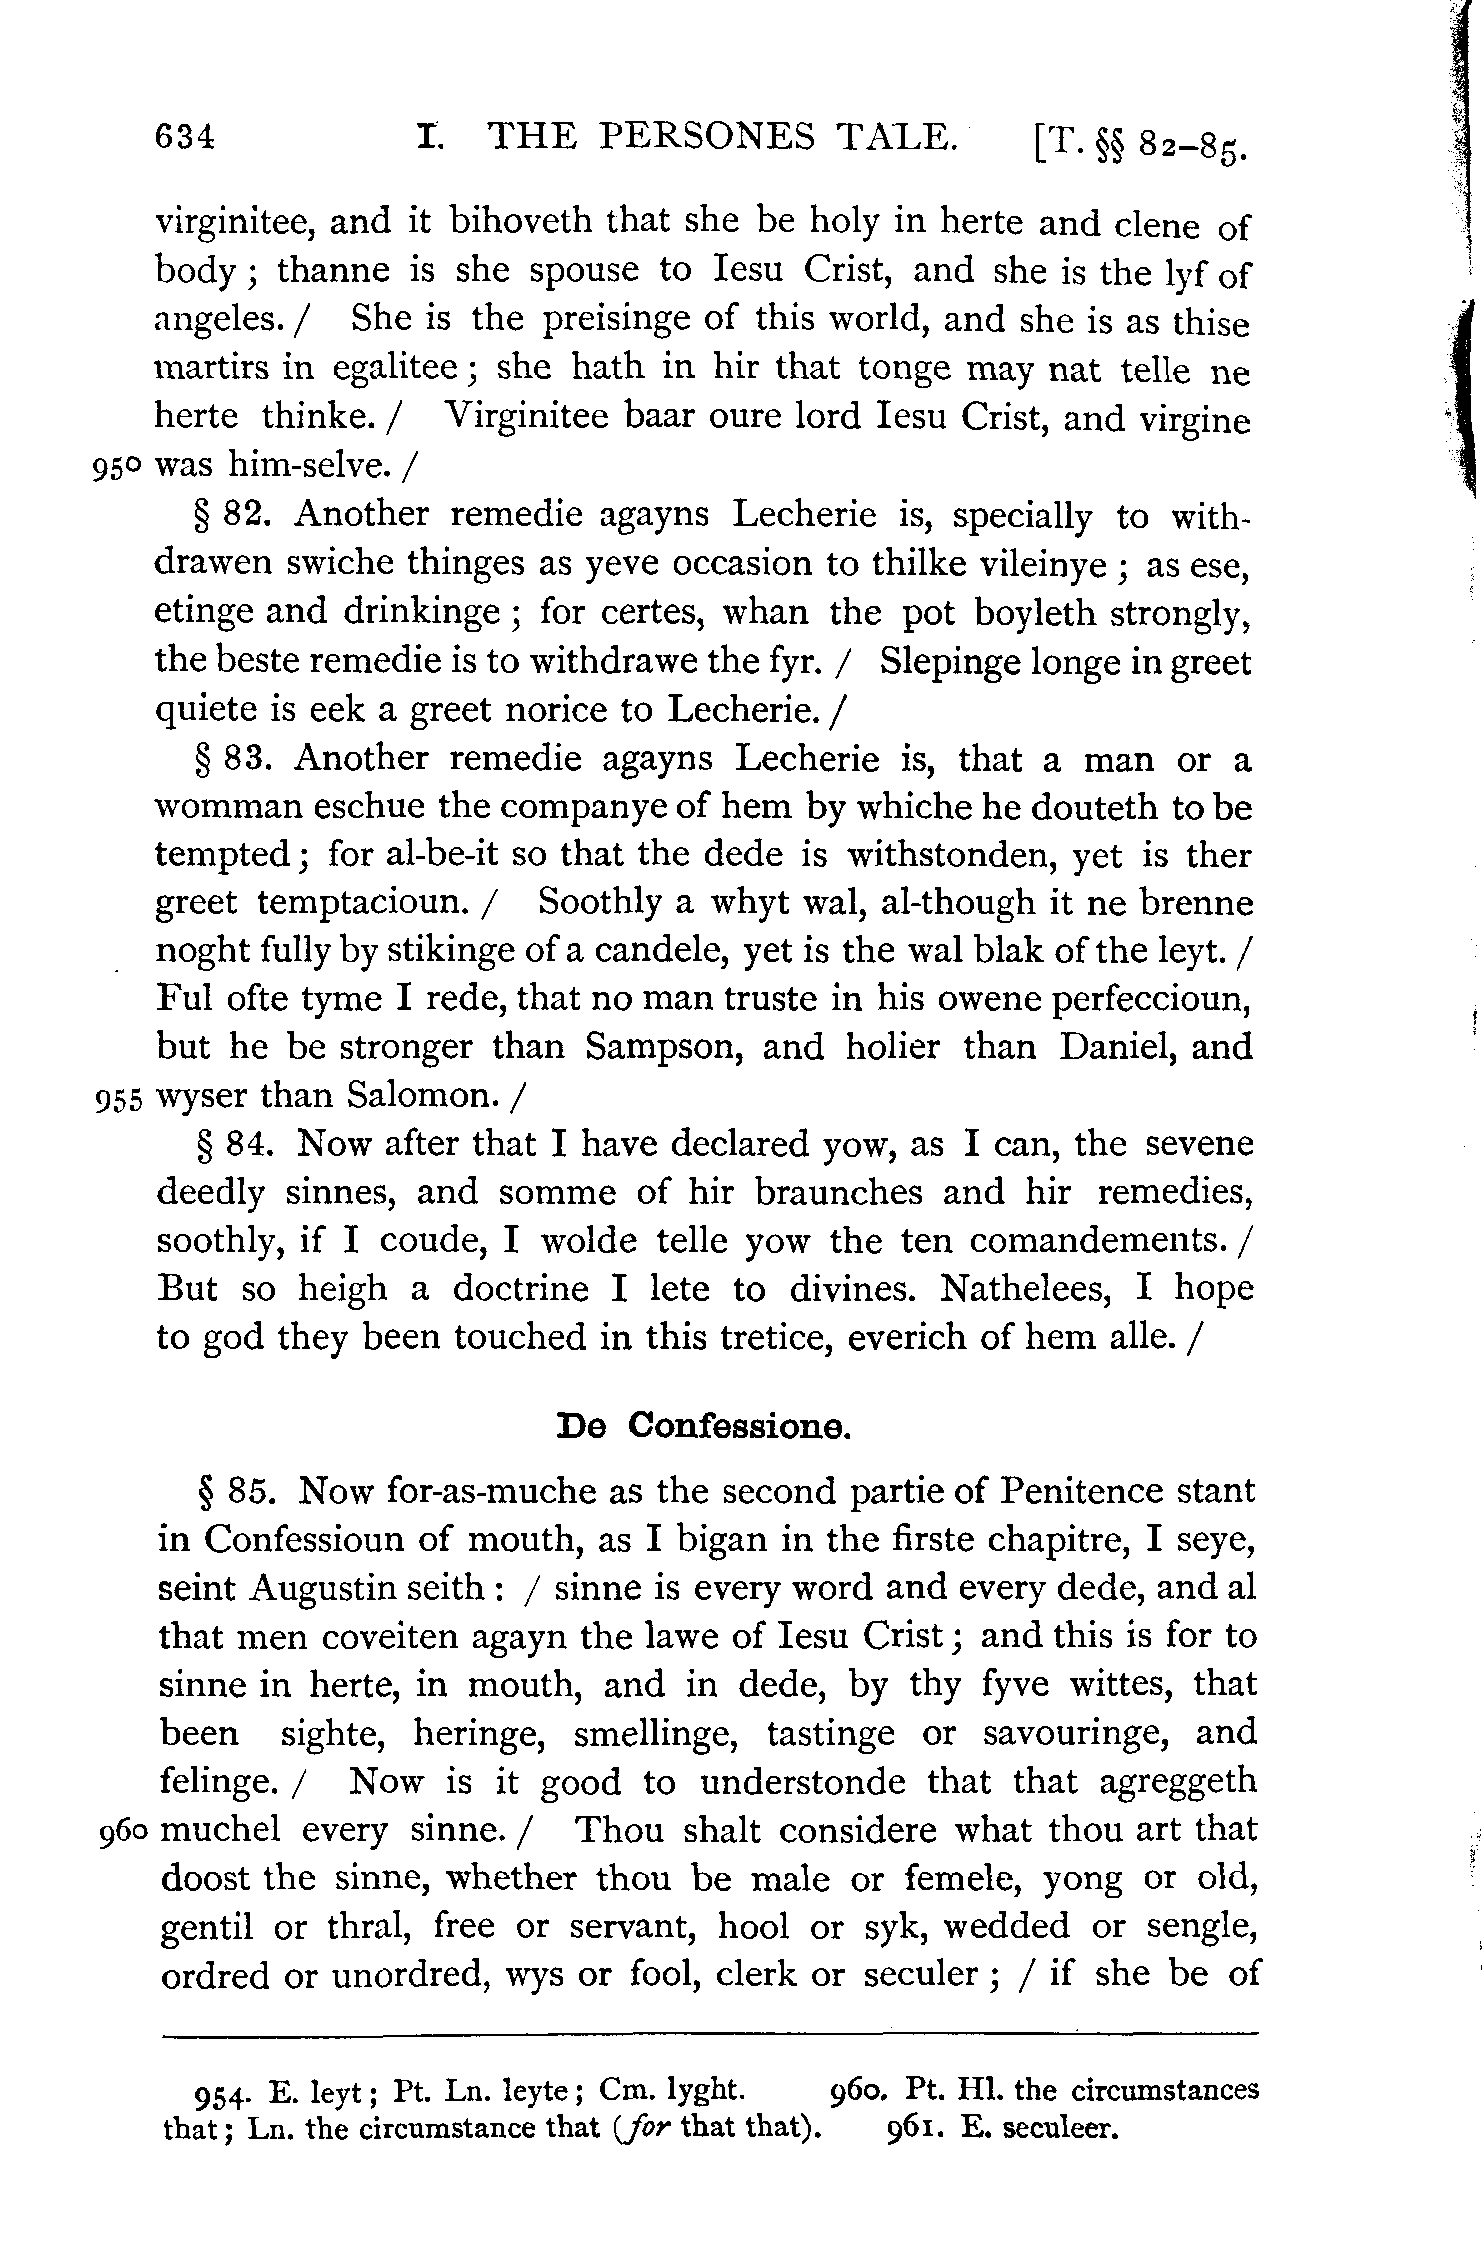 634 I. THE PERSONES TALE. [T. §§ 82–85.
virginitee, and it bihoveth that she be holy in herte and clene of
body ; thanne is she spouse to Iesu Crist, and she is the lyf of
angeles. / She is the preisinge of this world, and she is as thise
martirs in egalitee ; she hath in hir that tonge may nat telle ne
herte thinke. / Virginitee baar oure lord Iesu Crist, and virgine
950 was him-selve. /
§ 82. Another remedie agayns Lecherie is, specially to with-
drawen swiche thinges as yeve occasion to thilke vileinye ; as ese,
etinge and drinkinge ; for certes, whan the pot boyleth strongly,
the beste remedie is to withdrawe the fyr. / Slepinge longe in greet
quiete is eek a greet norice to Lecherie. /
§ 83. Another remedie agayns Lecherie is, that a man or a
womman eschue the companye of hem by whiche he douteth to be
tempted ; for al-be-it so that the dede is withstonden, yet is ther
greet temptacioun. / Soothly a whyt wal, al-though it ne brenne
noght fully by stikinge of a candele, yet is the wal blak of the leyt. /
Ful ofte tyme I rede, that no man truste in his owene perfeccioun,
but he be stronger than Sampson, and holier than Daniel, and
955 wyser than Salomon. /
§ 84. Now after that I have declared yow, as I can, the sevene
deedly sinnes, and somme of hir braunches and hir remedies,
soothly, if I coude, I wolde telle yow the ten comandements. /
But so heigh a doctrine I lete to divines. Nathelees, I hope
to god they been touched in this tretice, everich of hem alle. /
De Confessione.
§ 85. Now for-as-muche as the second partie of Penitence stant
in Confessioun of mouth, as I bigan in the firste chapitre, I seye,
seint Augustin seith : / sinne is every word and every dede, and al
that men coveiten agayn the lawe of Iesu Crist ; and this is for to
sinne in herte, in mouth, and in dede, by thy fyve wittes, that
been sighte, heringe, smellinge, tastinge or savouringe, and
felinge. / Now is it good to understonde that that agreggeth
960 muchel every sinne. / Thou shalt considere what thou art that
doost the sinne, whether thou be male or femele, yong or old,
gentil or thral, free or servant, hool or syk, wedded or sengle,
ordred or unordred, wys or fool, clerk or seculer ; / if she be of
954. E. leyt ; Pt. Ln. leyte ; Cm. lyght. 960. Pt. Hl. the circumstances
that ; Ln. the circumstance that (for that that). 961. E. seculeer.